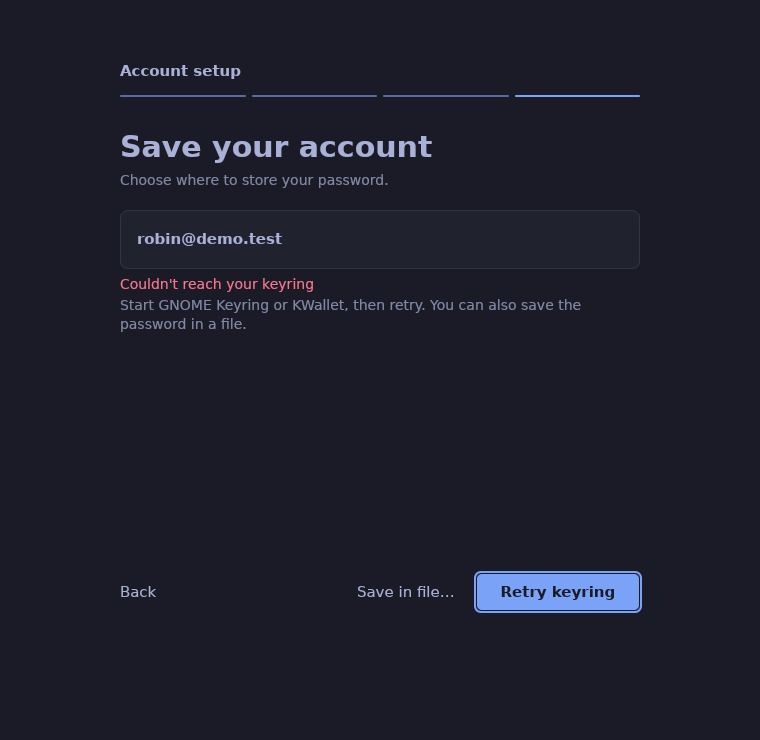 Account setup
Save your account
Choose where to store your password.
robin@demo.test
Couldn't reach your keyring
Start GNOME Keyring or KWallet, then retry. You can also save the
password in a file.
Back
Save in file…
Retry keyring